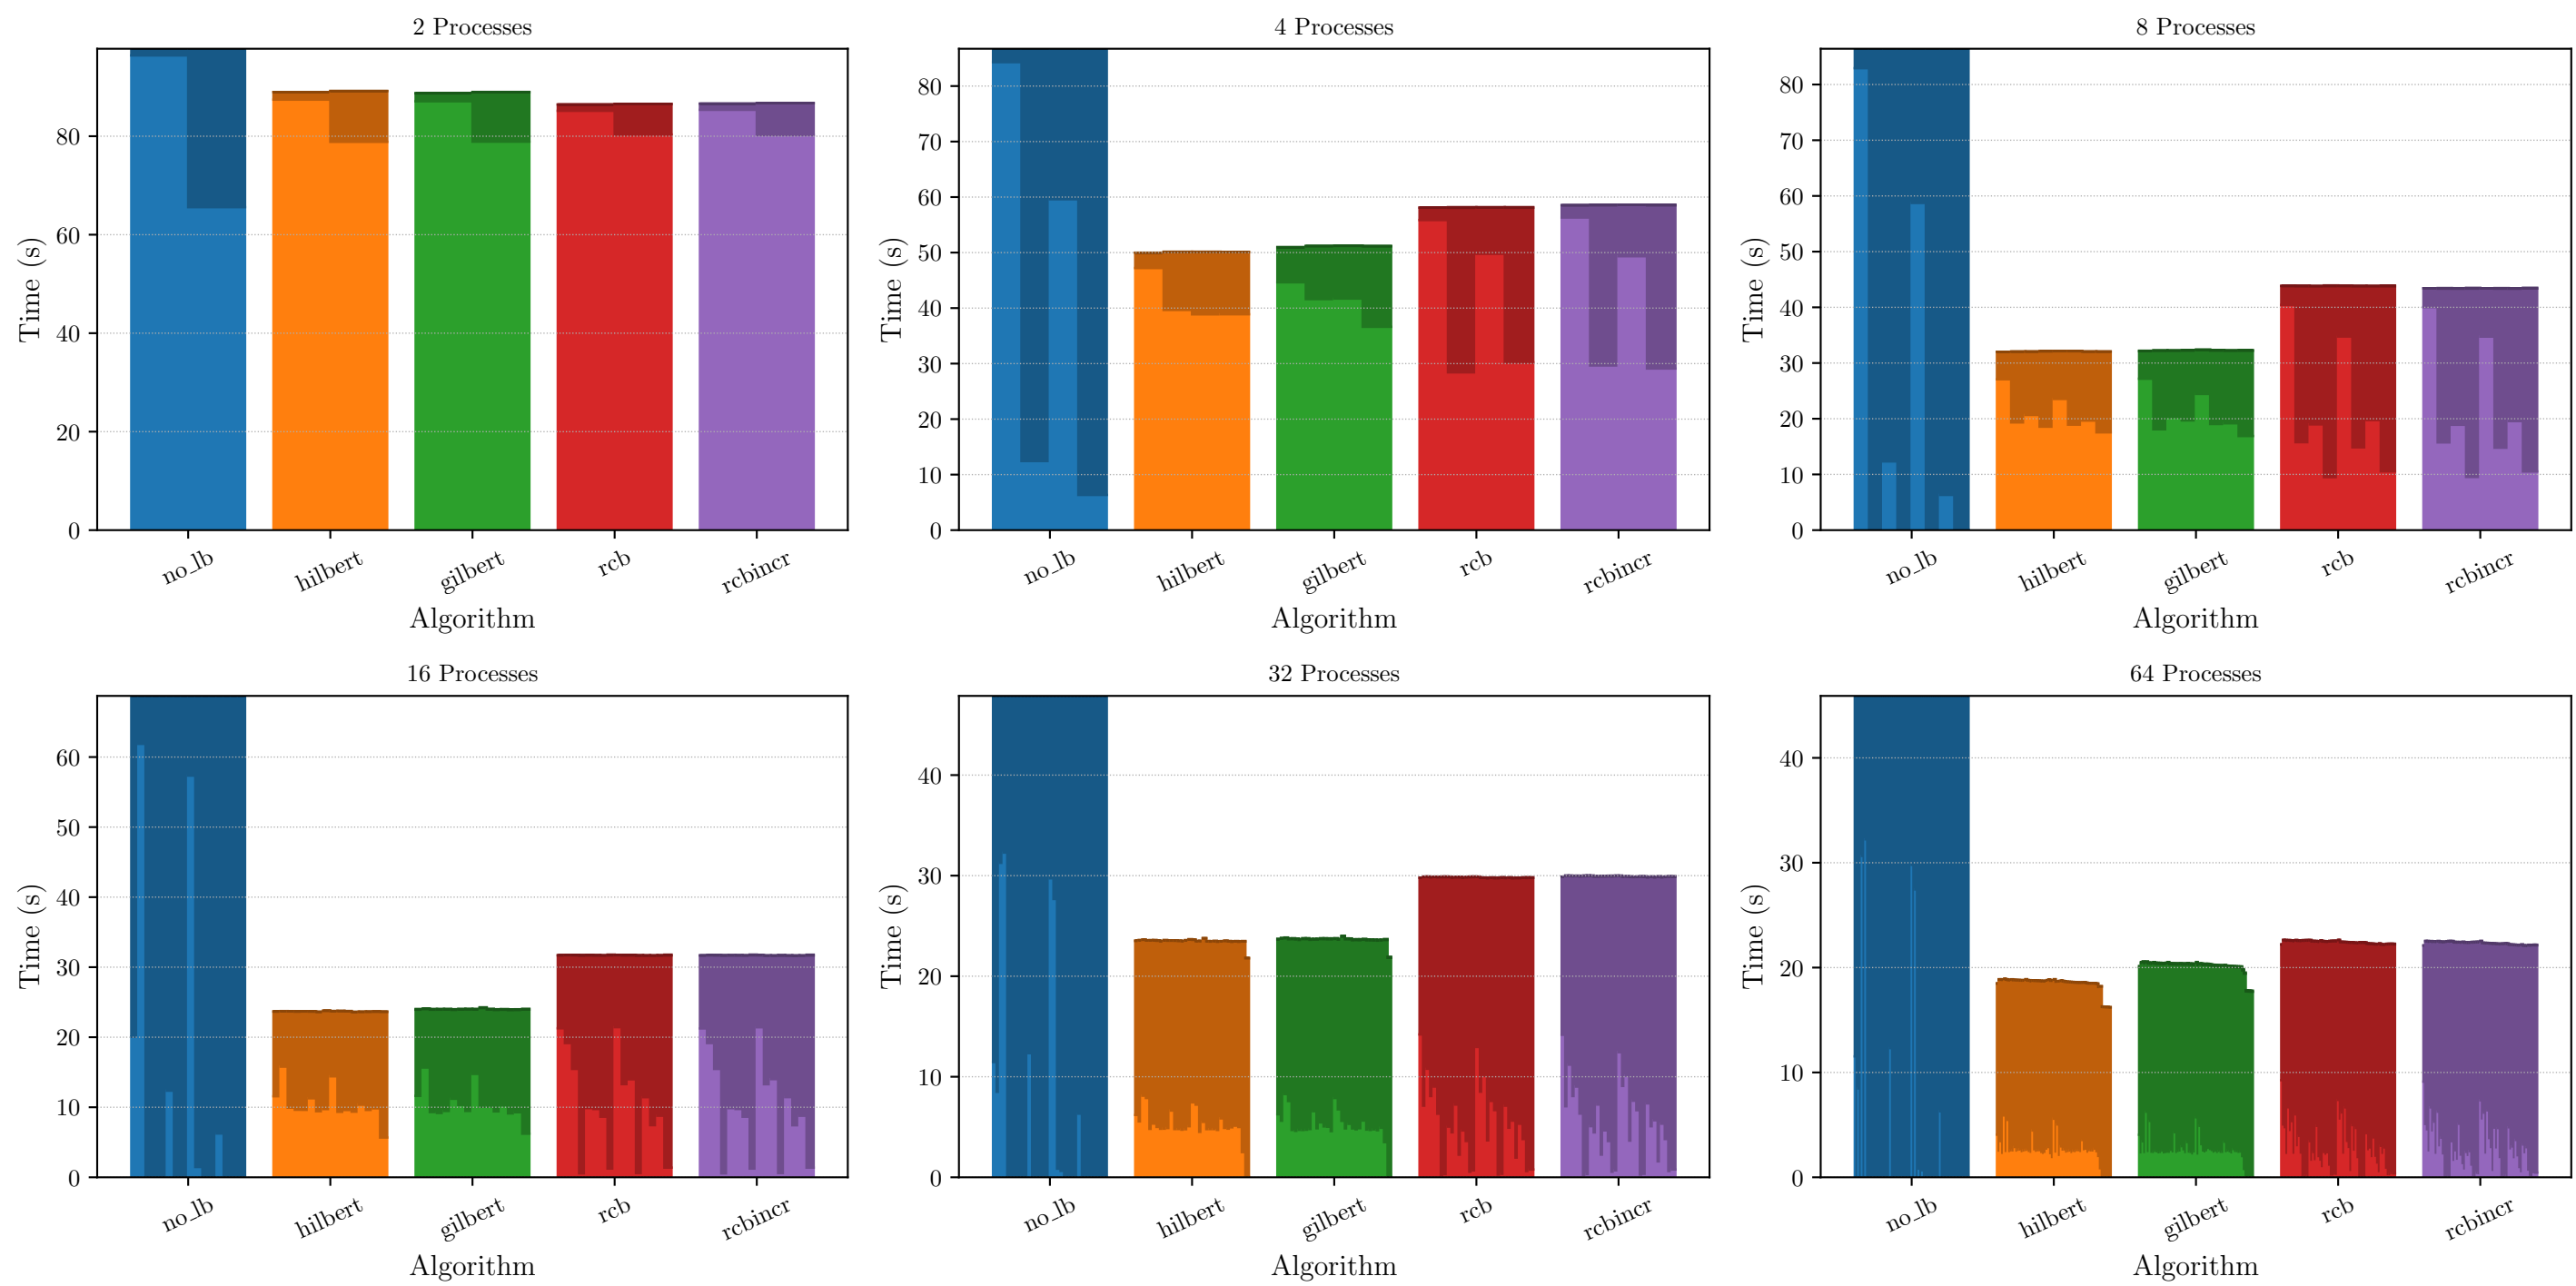 2 Processes
Time (s)
80
60
40
20
0
no_lb
hilbert
gilbert
rcb
rcbincr
Algorithm
4 Processes
Time (s)
80
70
60
50
40
30
20
10
0
no_lb
hilbert
gilbert
rcb
rcbincr
Algorithm
8 Processes
Time (s)
80
70
60
50
40
30
20
10
0
no_lb
hilbert
gilbert
rcb
rcbincr
Algorithm
16 Processes
Time (s)
60
50
40
30
20
10
0
no_lb
hilbert
gilbert
rcb
rcbincr
Algorithm
32 Processes
Time (s)
40
30
20
10
0
no_lb
hilbert
gilbert
rcb
rcbincr
Algorithm
64 Processes
Time (s)
40
30
20
10
0
no_lb
hilbert
gilbert
rcb
rcbincr
Algorithm